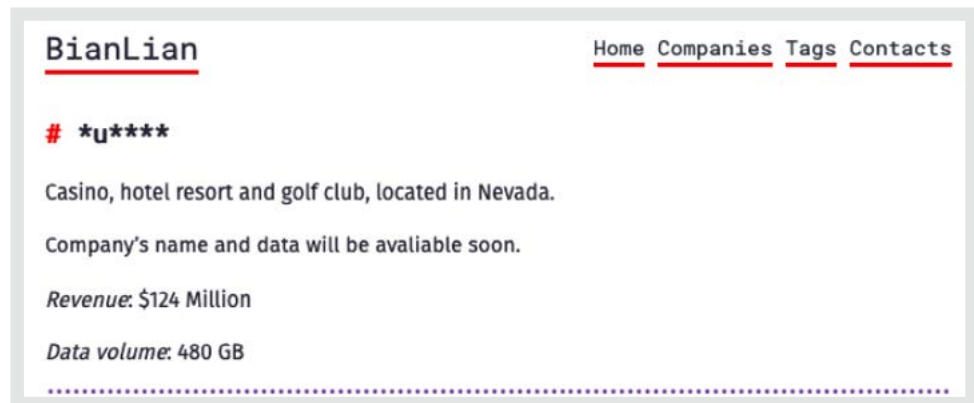 BianLian
Home Companies Tags Contacts
# *u****
Casino, hotel resort and golf club, located in Nevada.
Company's name and data will be avaliable soon.
Revenue: $124 Million
Data volume: 480 GB